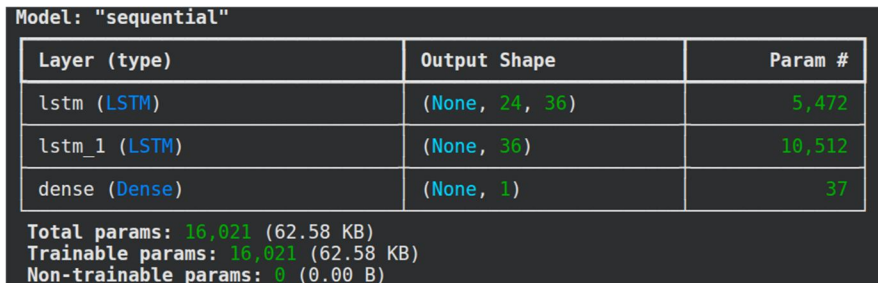 Model: "sequential"
Layer (type) Output Shape Param #
lstm (LSTM) (None, 24, 36) 5,472
lstm_1 (LSTM) (None, 36) 10,512
dense (Dense) (None, 1) 37
Total params: 16,021 (62.58 KB)
Trainable params: 16,021 (62.58 KB)
Non-trainable params: 0 (0.00 B)